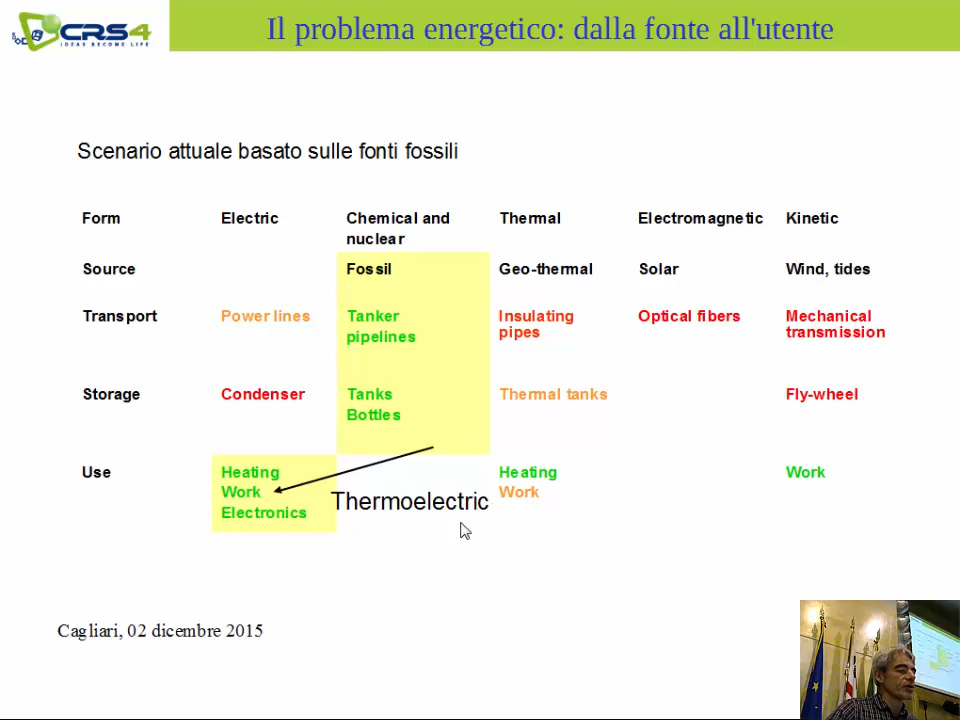 CRS4
IDEAS BECOME LIFE
Il problema energetico: dalla fonte all'utente
Scenario attuale basato sulle fonti fossili
Form Electric Chemical and nuclear Thermal Electromagnetic Kinetic
Source Fossil Geo-thermal Solar Wind, tides
Transport Power lines Tanker pipelines Insulating pipes Optical fibers Mechanical transmission
Storage Condenser Tanks Bottles Thermal tanks Fly-wheel
Use Heating Work Electronics Heating Work Work
Thermoelectric
Cagliari, 02 dicembre 2015